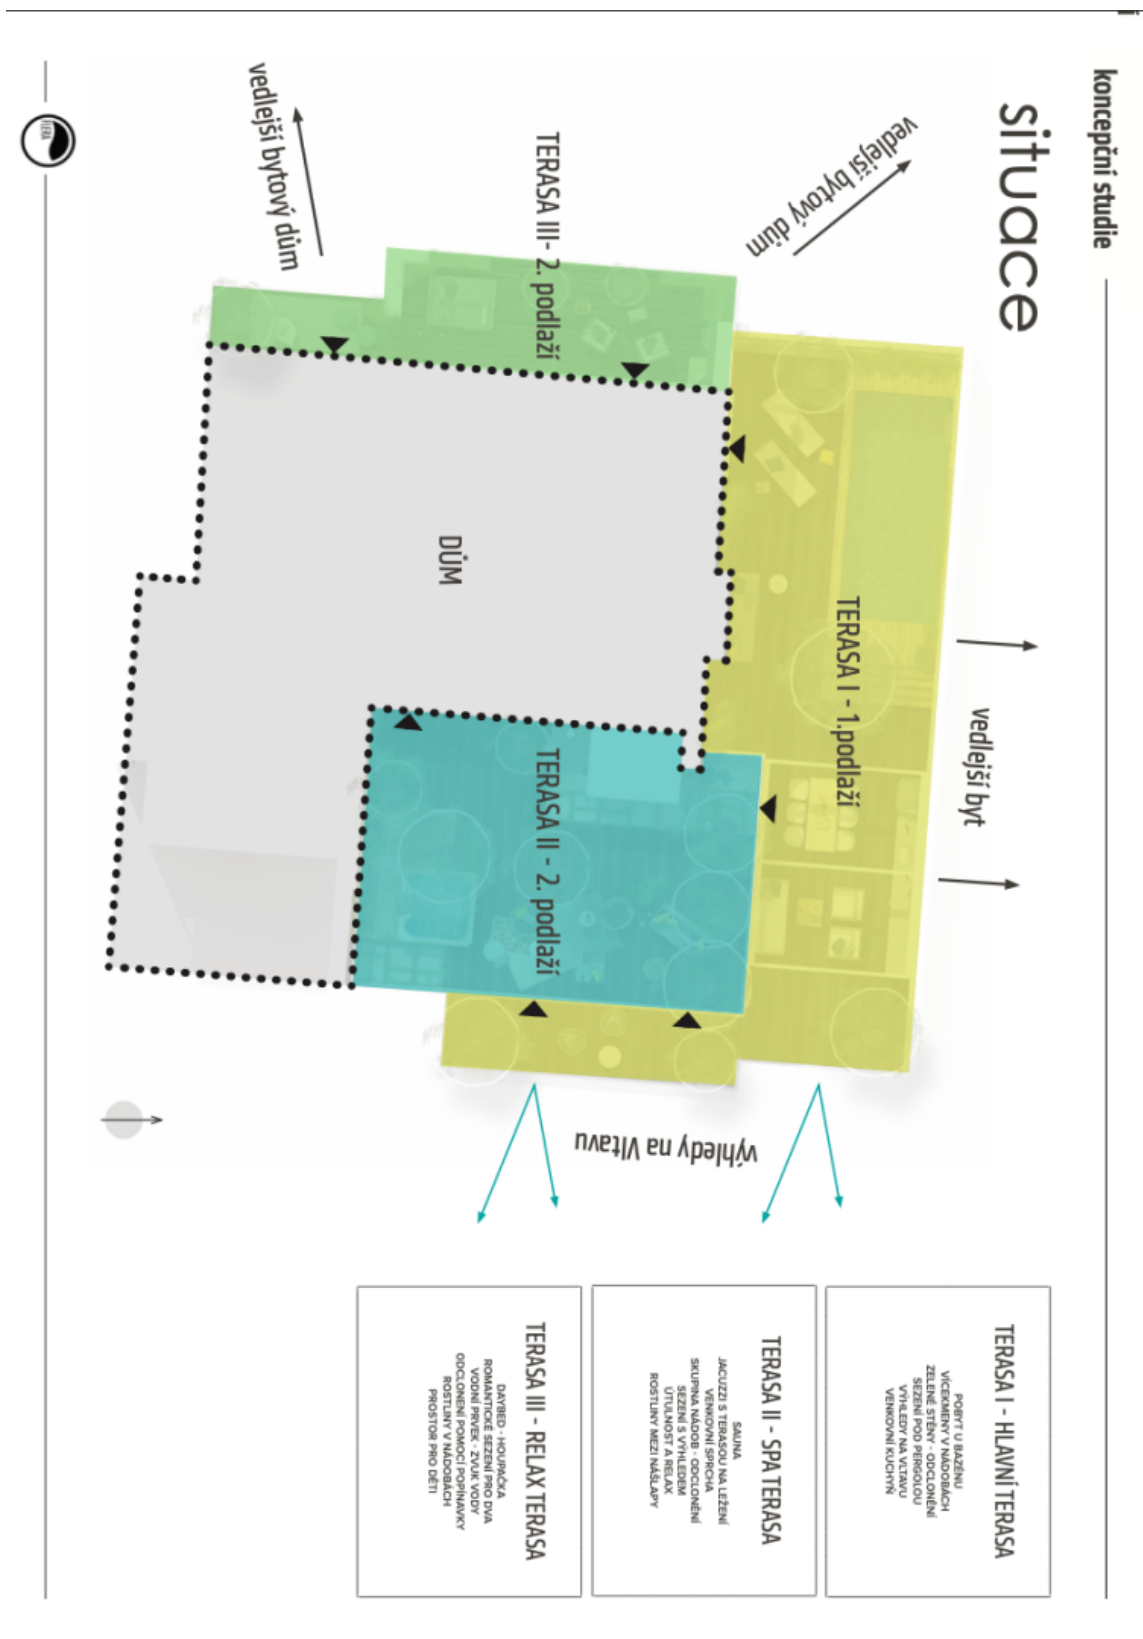 koncepční studie
situace
vedlejší bytový dům
TERASA III- 2. podlaží
vedlejší bytový dům
DŮM
TERASA I - 1.podlaží
vedlejší byt
TERASA II - 2. podlaží
výhledy na Vltavu
TERASA I - HLAVNÍ TERASA
POBYT U BAZÉNU
VÍCEKMENY V NÁDOBÁCH
ZELENÉ STĚNY - ODCLONĚNÍ
SEZENÍ POD PERGOLOU
VÝHLEDY NA VLTAVU
VENKOVNÍ KUCHYŇ
TERASA II - SPA TERASA
SAUNA
JACUZZI S TERASOU NA LEŽENÍ
VENKOVNÍ SPRCHA
SKUPINA NÁDOB - ODCLONĚNÍ
SEZENÍ S VÝHLEDEM
ÚTULNOST A RELAX
ROSTLINY MEZI NÁŠLAPY
TERASA III - RELAX TERASA
DAYBED - HOUPAČKA
ROMANTICKÉ SEZENÍ PRO DVA
VODNÍ PRVEK - ZVUK VODY
ODCLONENÍ POMOCÍ POPÍNAVKY
ROSTLINY V NÁDOBÁCH
PROSTOR PRO DĚTI
FLERA